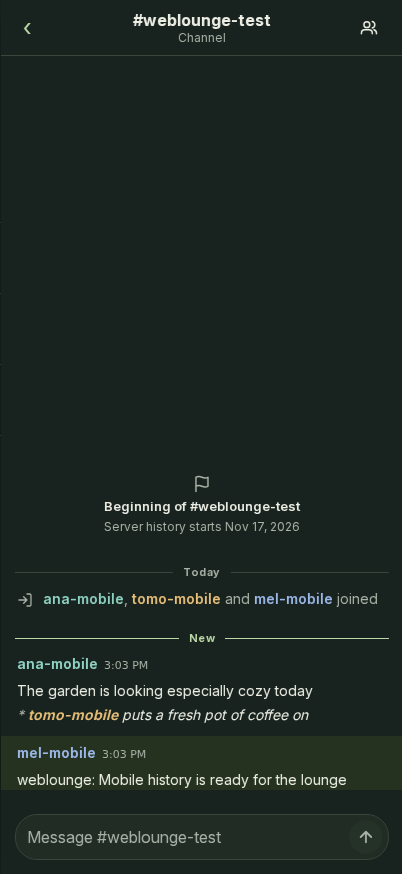 #weblounge-test
Channel
Beginning of #weblounge-test
Server history starts Nov 17, 2026
Today
ana-mobile, tomo-mobile and mel-mobile joined
New
ana-mobile 3:03 PM
The garden is looking especially cozy today
* tomo-mobile puts a fresh pot of coffee on
mel-mobile 3:03 PM
weblounge: Mobile history is ready for the lounge
Message #weblounge-test